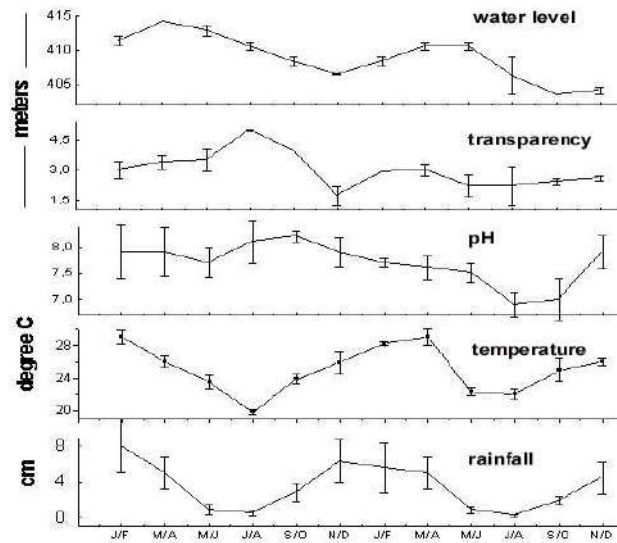 water level
415
410
405
meters
transparency
4,5
3,0
1,5
pH
8,0
7,5
7,0
degree C
temperature
28
24
20
cm
rainfall
8
4
0
J/F M/A M/J J/A S/O N/D J/F M/A M/J J/A S/O N/D